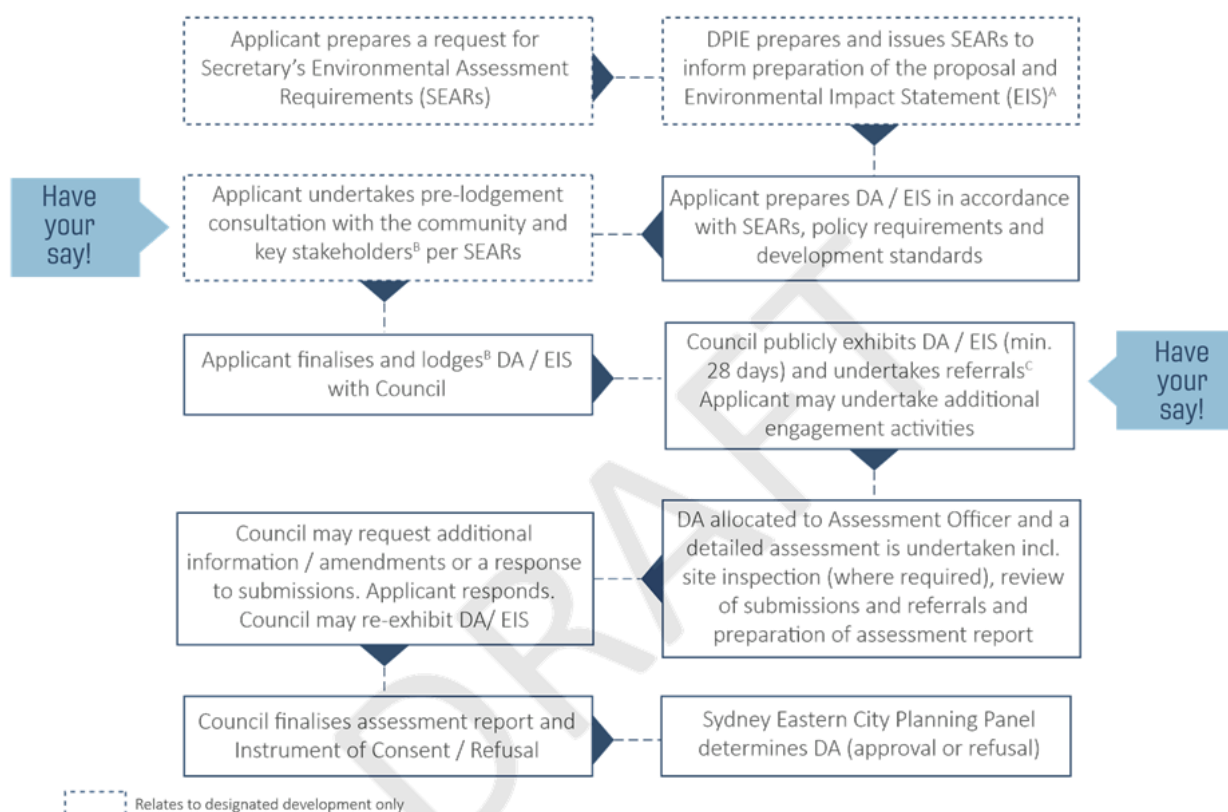 Applicant prepares a request for
Secretary’s Environmental Assessment
Requirements (SEARs)
DPIE prepares and issues SEARs to
inform preparation of the proposal and
Environmental Impact Statement (EIS)ᴬ
Have
your
say!
Applicant undertakes pre-lodgement
consultation with the community and
key stakeholdersᴮ per SEARs
Applicant prepares DA / EIS in accordance
with SEARs, policy requirements and
development standards
Applicant finalises and lodgesᴮ DA / EIS
with Council
Council publicly exhibits DA / EIS (min.
28 days) and undertakes referralsᶜ
Applicant may undertake additional
engagement activities
Have
your
say!
Council may request additional
information / amendments or a response
to submissions. Applicant responds.
Council may re-exhibit DA/ EIS
DA allocated to Assessment Officer and a
detailed assessment is undertaken incl.
site inspection (where required), review
of submissions and referrals and
preparation of assessment report
Council finalises assessment report and
Instrument of Consent / Refusal
Sydney Eastern City Planning Panel
determines DA (approval or refusal)
Relates to designated development only
DRAFT